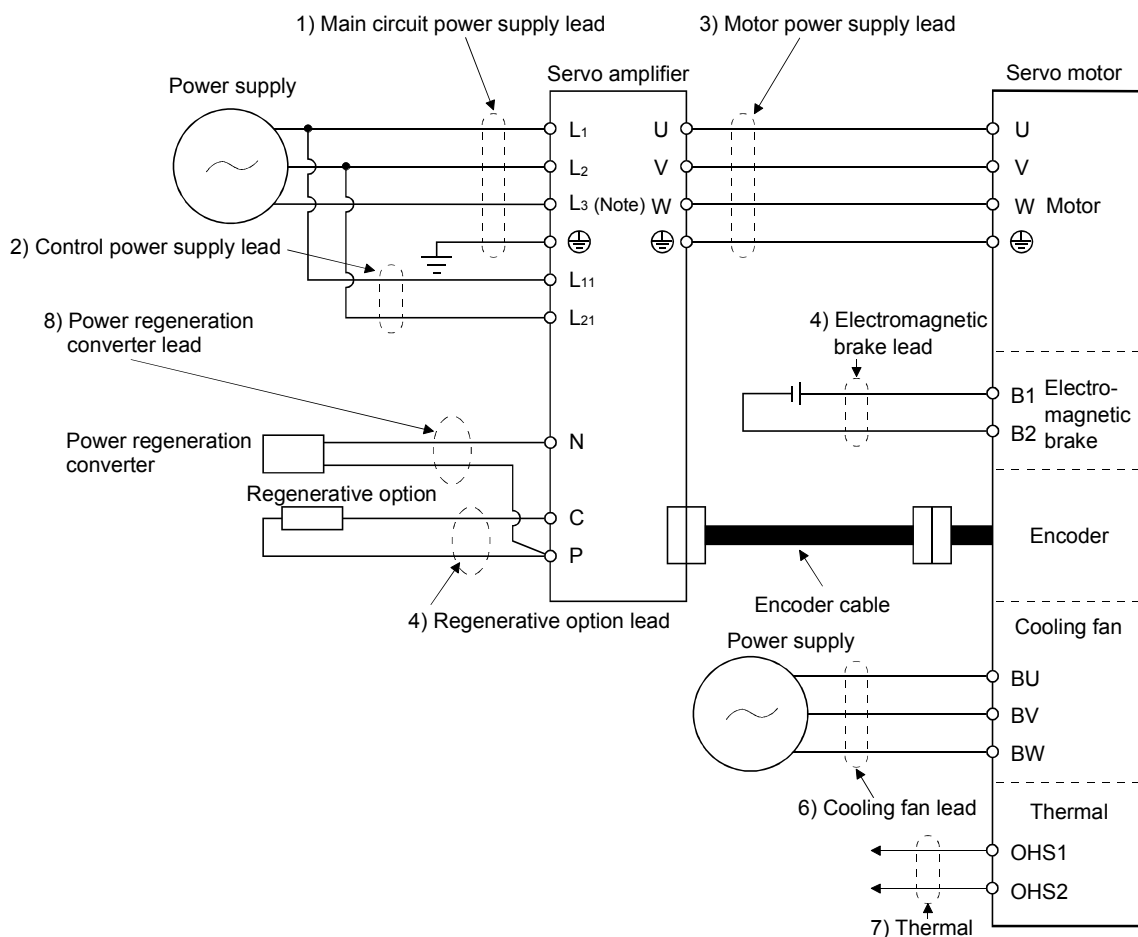 1) Main circuit power supply lead
3) Motor power supply lead
Power supply
Servo amplifier
Servo motor
L1
U
U
L2
V
V
L3 (Note)
W
W
Motor
2) Control power supply lead
L11
L21
8) Power regeneration
converter lead
4) Electromagnetic
brake lead
B1
B2
Electro-
magnetic
brake
Power regeneration
converter
N
Regenerative option
C
P
4) Regenerative option lead
Encoder
Encoder cable
Power supply
Cooling fan
BU
BV
BW
6) Cooling fan lead
Thermal
OHS1
OHS2
7) Thermal